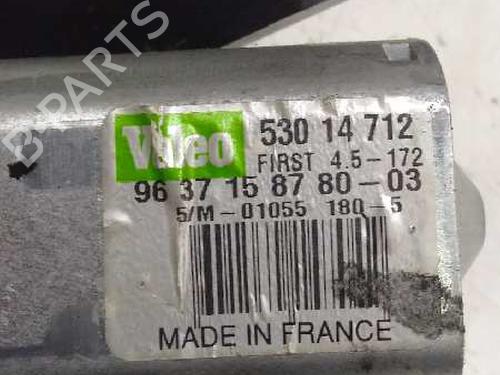 B-PARTS
Valeo
530 14 712
FIRST 4.5-172
96 37 15 87 80-03
5/M-01055 180-5
MADE IN FRANCE